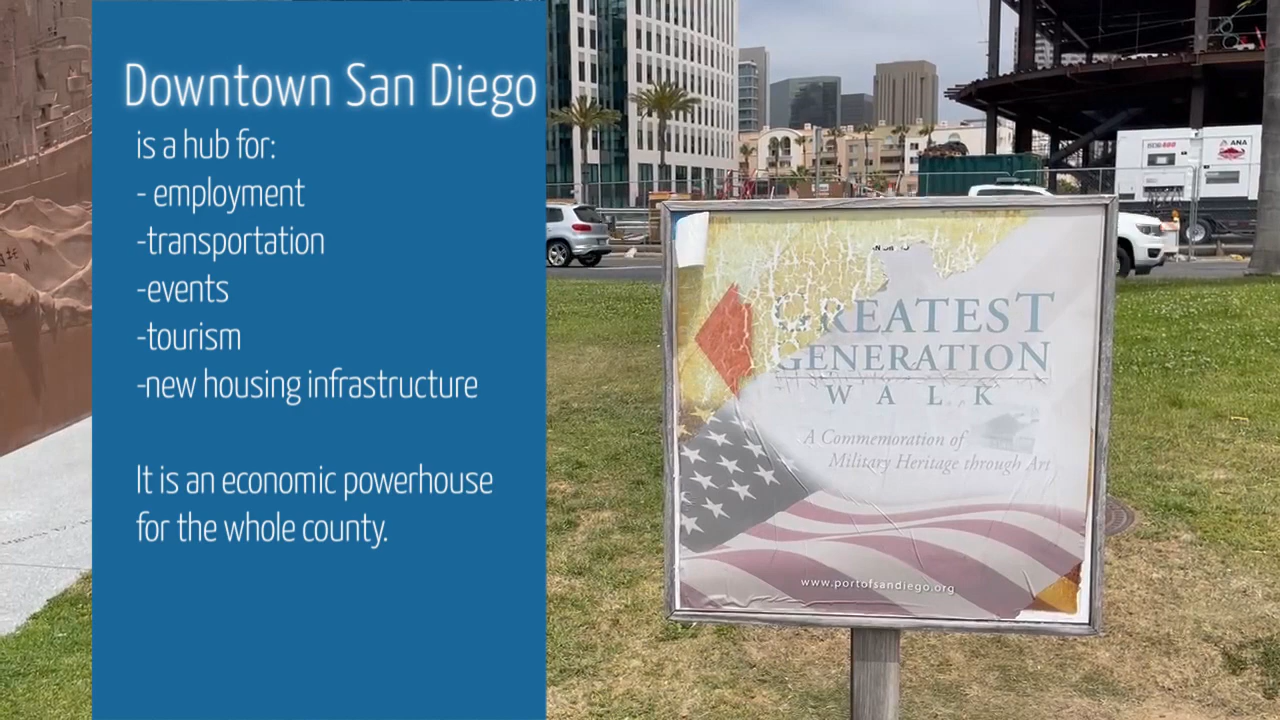 Downtown San Diego
is a hub for:
- employment
-transportation
-events
-tourism
-new housing infrastructure
It is an economic powerhouse
for the whole county.
GREATEST
GENERATION
WALK
A Commemoration of
Military Heritage through Art
www.portofsandiego.org
ANA